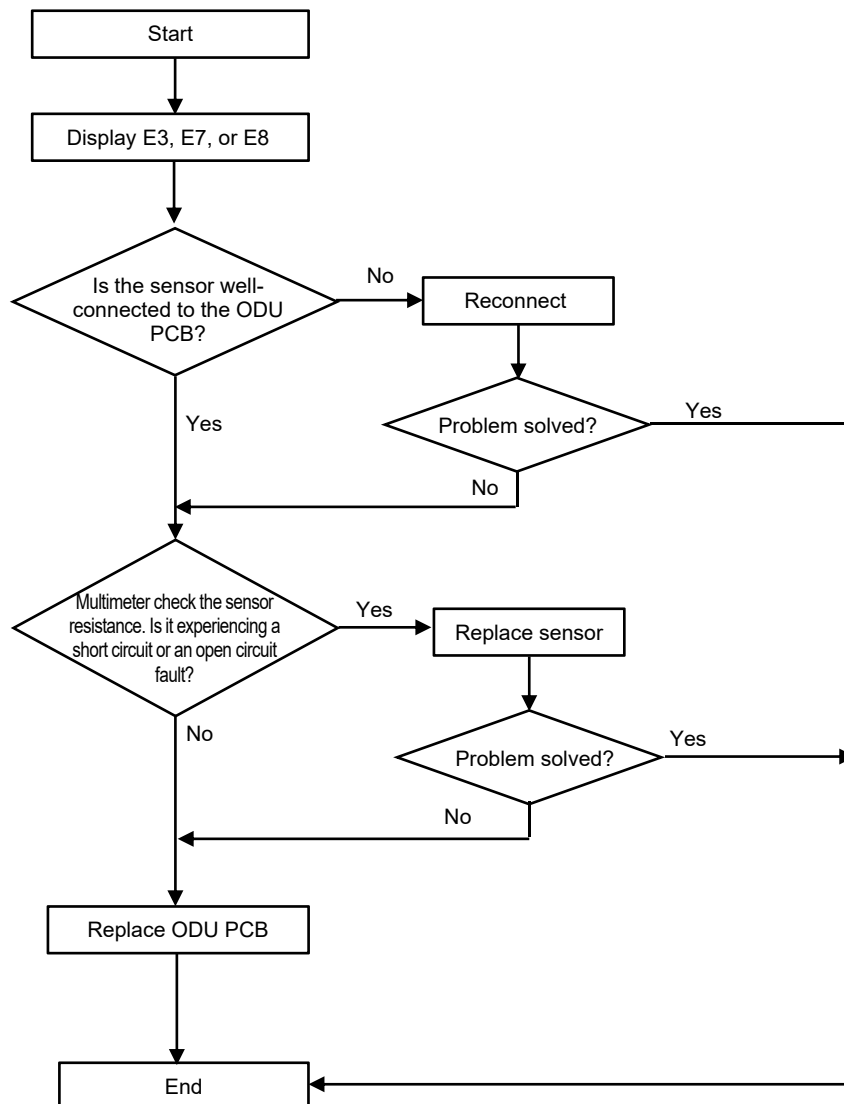 Start
Display E3, E7, or E8
Is the sensor well-
connected to the ODU
PCB?
No
Reconnect
Yes
Problem solved?
Yes
No
Multimeter check the sensor
resistance. Is it experiencing a
short circuit or an open circuit
fault?
Yes
Replace sensor
No
Problem solved?
Yes
No
Replace ODU PCB
End